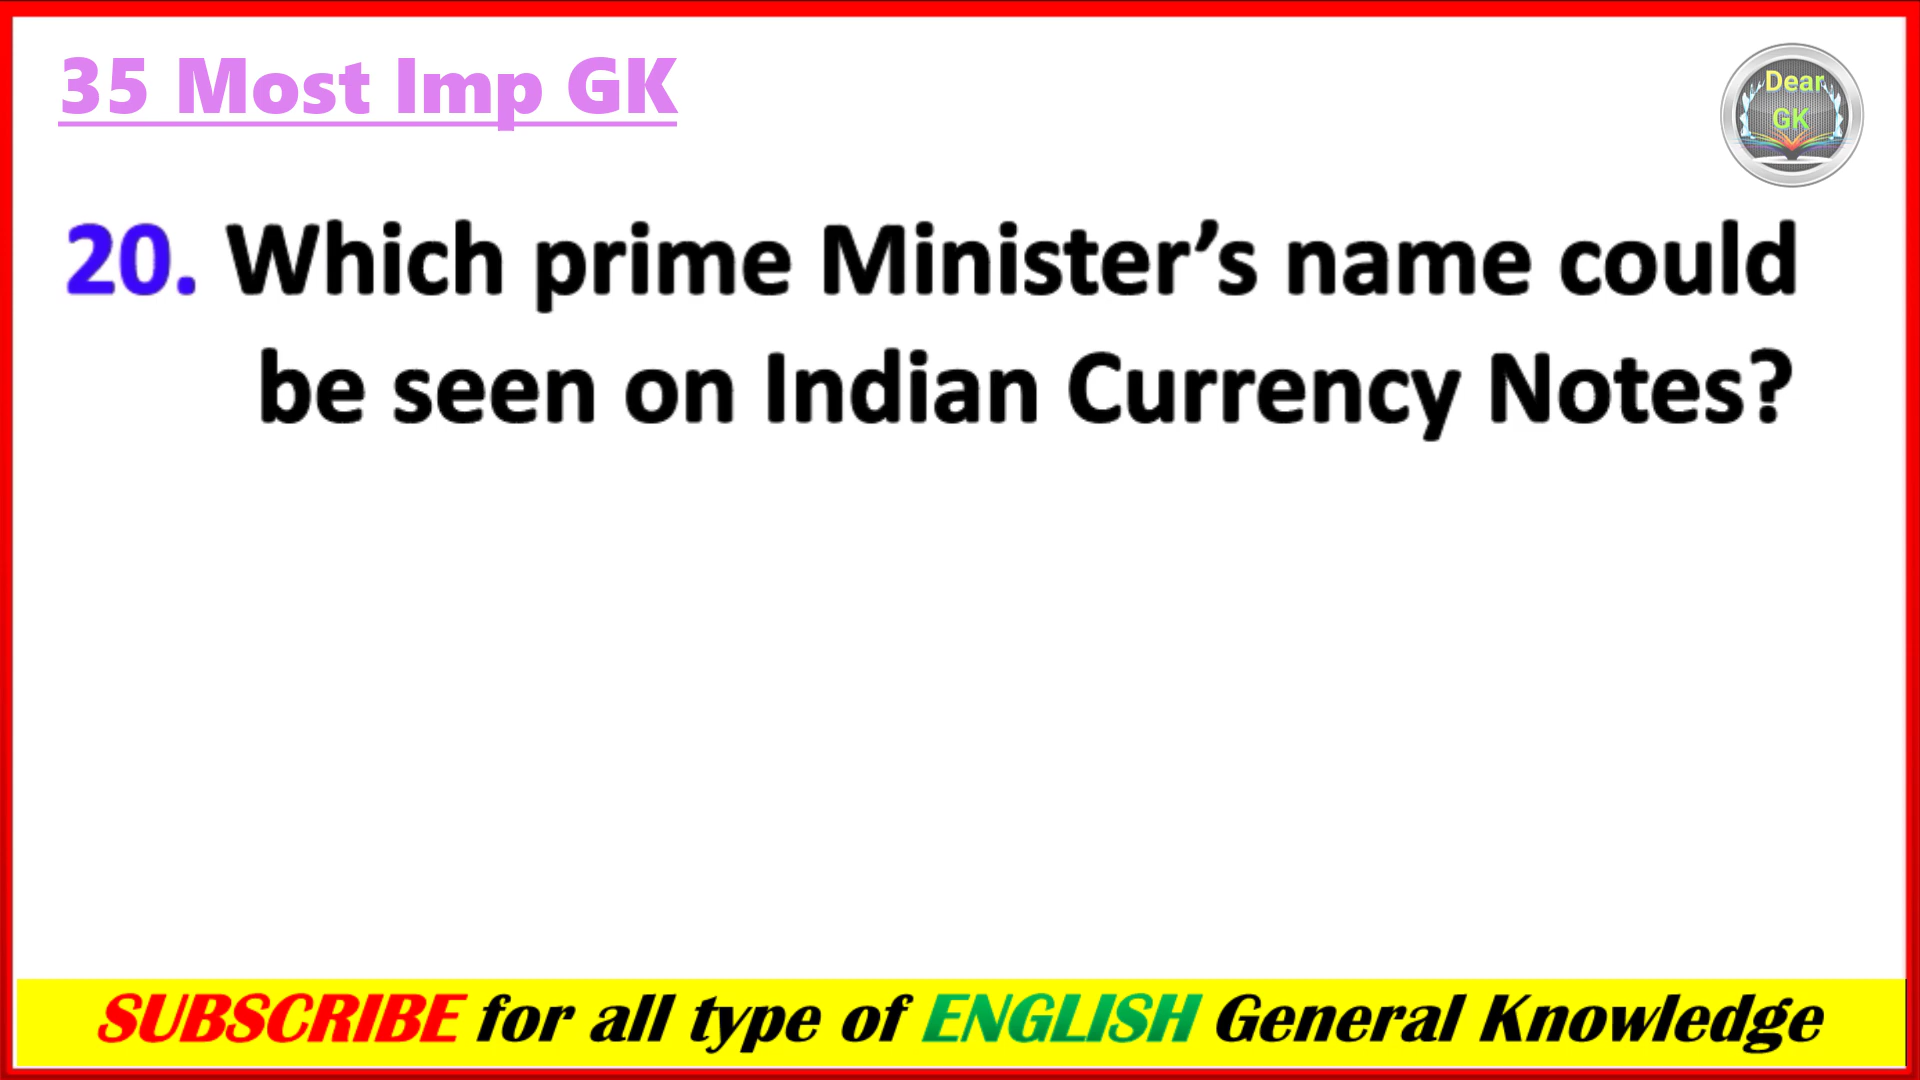 35 Most Imp GK
Dear
GK
20. Which prime Minister’s name could
be seen on Indian Currency Notes?
SUBSCRIBE for all type of ENGLISH General Knowledge